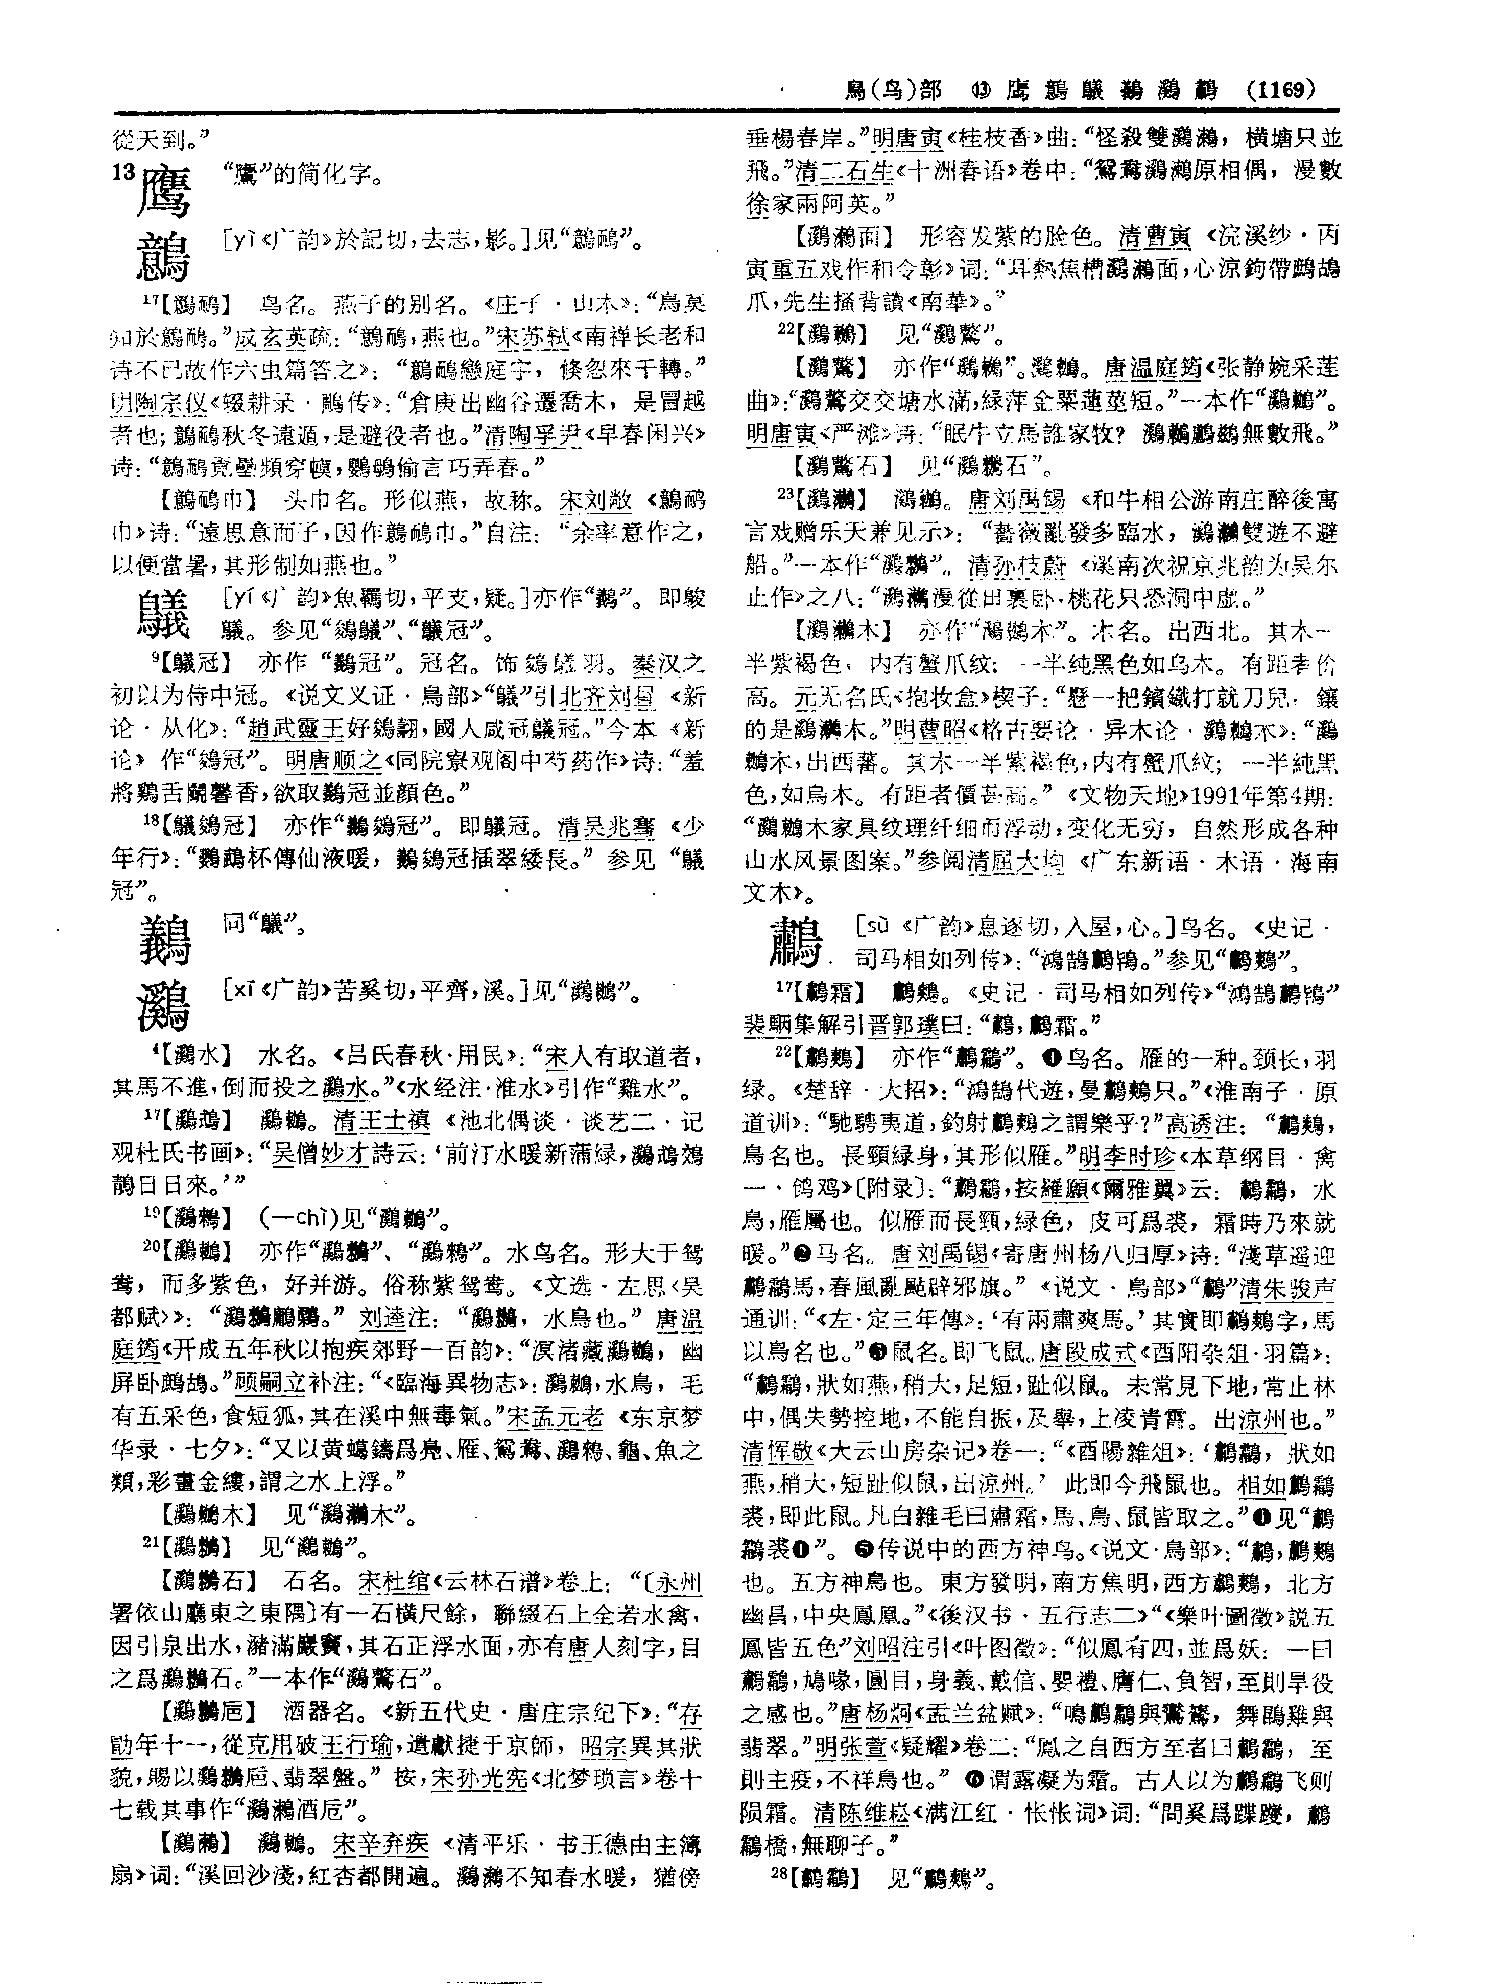 鳥(鸟)部 ⑬ 鹰 鷾 鸃 鵜 鸂 鷫 (1169)
從天到。”
13 鹰 “鷹”的简化字。
鷾 [yì《广韵》於記切，去志，影。]见“鷾鴯”。
17【鷾鴯】 鸟名。燕子的别名。《庄子·山木》：“鳥莫
知於鷾鴯。”成玄英疏：“鷾鴯，燕也。”宋苏轼《南禅长老和
诗不已故作六虫篇答之》：“鷾鴯戀庭宇，倏忽來千轉。”
明陶宗仪《辍耕录·鵰传》：“倉庚出幽谷遷喬木，是冒越
者也；鷾鴯秋冬遠遁，是避役者也。”清陶孚尹《早春闲兴》
诗：“鷾鴯竟壘頻穿幙，鸚鵡偷言巧弄春。”
【鷾鴯巾】 头巾名。形似燕，故称。宋刘敞《鷾鴯
巾》诗：“遠思意而子，因作鷾鴯巾。”自注：“余率意作之，
以便當暑，其形制如燕也。”
鸃 [yí《广韵》魚羈切，平支，疑。]亦作“鵜”。即鵔
鸃。参见“鵕鸃”、“鸃冠”。
9【鸃冠】 亦作“鵜冠”。冠名。饰鵕鸃羽。秦汉之
初以为侍中冠。《说文义证·鳥部》“鸃”引北齐刘昼《新
论·从化》：“趙武靈王好鵕翿，國人咸冠鸃冠。”今本《新
论》作“鵕冠”。明唐顺之《同院寮观阁中芍药作》诗：“羞
將鷄舌鬭馨香，欲取鸃冠並顔色。”
18【鸃鵕冠】 亦作“鸃鵕冠”。即鸃冠。清吴兆骞《少
年行》：“鸚鵡杯傳仙液暖，鸃鵕冠插翠緌長。”参见“鸃
冠”。
同“鸃”。
鸂 [xī《广韵》苦奚切，平齊，溪。]见“鸂鶒”。
4【鸂水】 水名。《吕氏春秋·用民》：“宋人有取道者，
其馬不進，倒而投之鸂水。”《水经注·淮水》引作“雞水”。
17【鸂鵡】 鸂鶒。清王士禛《池北偶谈·谈艺二·记
观杜氏书画》：“吴僧妙才詩云：‘前汀水暖新蒲绿，鸂鵡鵁
鶄日日來。’”
19【鸂鶆】 (—chì)见“鸂鶒”。
20【鸂鶒】 亦作“鸂鷘”、“鸂鶆”。水鸟名。形大于鸳
鸯，而多紫色，好并游。俗称紫鸳鸯。《文选·左思〈吴
都赋〉》：“鸂鷘鷛鶏。”刘逵注：“鸂鷘，水鳥也。”唐温
庭筠《开成五年秋以抱疾郊野一百韵》：“溟渚藏鸂鶒，幽
屏卧鹧鸪。”顾嗣立补注：“《臨海異物志》：鸂鶒，水鳥，毛
有五采色，食短狐，其在溪中無毒氣。”宋孟元老《东京梦
华录·七夕》：“又以黄蠟鑄爲鳧、雁、鴛鴦、鸂鶆、龜、魚之
類，彩畫金縷，謂之水上浮。”
【鸂鶒木】 见“鸂鷘木”。
21【鸂鷘】 见“鸂鶒”。
【鸂鷘石】 石名。宋杜绾《云林石谱》卷上：“〔永州
署依山廳東之東隅〕有一石橫尺餘，聯綴石上全若水禽，
因引泉出水，瀦滿巖竇，其石正浮水面，亦有唐人刻字，目
之爲鸂鷘石。”一本作“鸂鷘石”。
【鸂鷘卮】 酒器名。《新五代史·唐庄宗纪下》：“存
勖年十一，從克用破王行瑜，遣獻捷于京師，昭宗異其狀
貌，賜以鸂鷘卮、翡翠盤。”按，宋孙光宪《北梦琐言》卷十
七载其事作“鸂鶒酒卮”。
【鸂鶒】 鸂鶒。宋辛弃疾《清平乐·书王德由主簿
扇》词：“溪回沙淺，紅杏都開遍。鸂鶒不知春水暖，猶傍
垂楊春岸。”明唐寅《桂枝香》曲：“怪殺雙鸂鶒，横塘只並
飛。”清二石生《十洲春语》卷中：“鴛鴦鸂鶒原相偶，漫數
徐家兩阿英。”
【鸂鶒面】 形容发紫的脸色。清曹寅《浣溪纱·丙
寅重五戏作和令彰》词：“耳熱焦槽鸂鶒面，心涼鉤帶鷓鴣
爪，先生搔背讀《南華》。”
22【鸂鶒】 见“鸂鷘”。
【鸂鷘】 亦作“鸂鶒”。鸂鶒。唐温庭筠《张静婉采莲
曲》：“鸂鷘交交塘水滿，緑萍金粟蓮莖短。”一本作“鸂鶒”。
明唐寅《严滩》诗：“眠牛立馬誰家牧？鸂鶒鸕鷀無數飛。”
【鸂鷘石】 见“鸂鷘石”。
23【鸂鷘】 鸂鶒。唐刘禹锡《和牛相公游南庄醉後寓
言戏赠乐天兼见示》：“薔薇亂發多臨水，鸂鷘雙遊不避
船。”一本作“鸂鷘”。清孙枝蔚《溪南次祝京兆韵为吴尔
止作》之八：“鸂鷘漫從田裏卧，桃花只恐洞中虚。”
【鸂鷘木】 亦作“鸂鶒木”。木名。出西北。其木一
半紫褐色，内有蟹爪纹；一半纯黑色如乌木。有距者价
高。元无名氏《抱妆盒》楔子：“懸一把鑌鐵打就刀兒，鑲
的是鸂鷘木。”明曹昭《格古要论·异木论·鸂鶒木》：“鸂
鶒木，出西蕃。其木一半紫褐色，内有蟹爪纹；一半純黑
色，如烏木。有距者價甚高。”《文物天地》1991年第4期：
“鸂鶒木家具纹理纤细而浮动，变化无穷，自然形成各种
山水风景图案。”参阅清屈大均《广东新语·木语·海南
文木》。
鷫 [sù《广韵》息逐切，入屋，心。]鸟名。《史记·
司马相如列传》：“鴻鵠鷫鴇。”参见“鷫鷞”。
17【鷫霜】 鷫鷞。《史记·司马相如列传》“鴻鵠鷫鴇”
裴駰集解引晋郭璞曰：“鷫，鷫霜。”
22【鷫鷞】 亦作“鷫鸘”。❶鸟名。雁的一种。颈长，羽
绿。《楚辞·大招》：“鴻鵠代遊，曼鷫鷞只。”《淮南子·原
道训》：“馳騁夷道，釣射鷫鷞之謂樂乎？”高诱注：“鷫鷞，
鳥名也。長頸緑身，其形似雁。”明李时珍《本草纲目·禽
一·鸧鸡》〔附录〕：“鷫鸘，按羅願《爾雅翼》云：鷫鸘，水
鳥，雁屬也。似雁而長頸，緑色，皮可爲裘，霜時乃來就
暖。”❷马名。唐刘禹锡《寄唐州杨八归厚》诗：“淺草遥迎
鷫鸘馬，春風亂颭辟邪旗。”《说文·鳥部》“鷫”清朱骏声
通训：“《左·定三年傳》：‘有兩肅爽馬。’其實即鷫鷞字，馬
以鳥名也。”❸鼠名。即飞鼠。唐段成式《酉阳杂俎·羽篇》：
“鷫鸘，狀如燕，稍大，足短，趾似鼠。未常見下地，常止林
中，偶失勢控地，不能自振，及舉，上凌青霄。出涼州也。”
清恽敬《大云山房杂记》卷一：“《酉陽雜俎》：‘鷫鸘，狀如
燕，稍大，短趾似鼠，出涼州。’此即今飛鼠也。相如鷫鸘
裘，即此鼠。凡白雜毛曰肅霜，馬、鳥、鼠皆取之。”❹见“鷫
鸘裘❶”。❺传说中的西方神鸟。《说文·鳥部》：“鷫，鷫鷞
也。五方神鳥也。東方發明，南方焦明，西方鷫鷞，北方
幽昌，中央鳳凰。”《後汉书·五行志二》“《樂叶圖徵》説五
鳳皆五色”刘昭注引《叶图徵》：“似鳳有四，並爲妖：一曰
鷫鸘，鳩喙，圓目，身義、戴信、嬰禮、膺仁、負智，至則旱役
之感也。”唐杨炯《盂兰盆赋》：“鳴鷫鸘與鸑鷟，舞鵾雞與
翡翠。”明张萱《疑耀》卷二：“鳳之自西方至者曰鷫鸘，至
則主疫，不祥鳥也。”❻谓露凝为霜。古人以为鷫鸘飞则
陨霜。清陈维崧《满江红·怅怅词》词：“問奚爲蹀躞，鷫
鸘橋，無聊子。”
28【鷫鸘】 见“鷫鷞”。